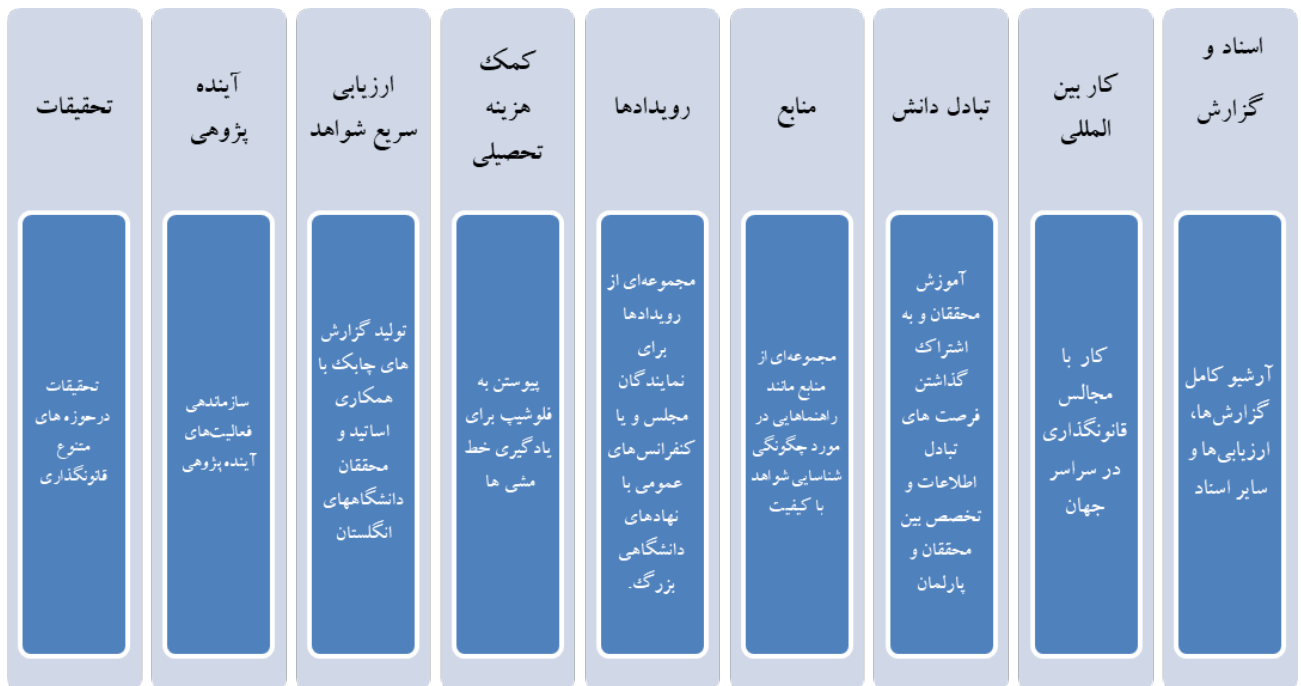 اسناد و
گزارش
آرشیو کامل
گزارش‌ها،
ارزیابی‌ها و
سایر اسناد
کار بین
المللی
کار با
مجالس
قانونگذاری
در سراسر
جهان
تبادل دانش
آموزش
محققان و به
اشتراک
گذاشتن
فرصت های
تبادل
اطلاعات و
تخصص بین
محققان و
پارلمان
منابع
مجموعه‌ای از
منابع مانند
راهنماهایی در
مورد چگونگی
شناسایی شواهد
با کیفیت
رویدادها
مجموعه‌ای از
رویدادها
برای
نمایندگان
مجلس و یا
کنفرانس‌های
عمومی با
نهادهای
دانشگاهی
بزرگ.
کمک
هزینه
تحصیلی
پیوستن به
فلوشیپ برای
یادگیری خط
مشی ها
ارزیابی
سریع شواهد
تولید گزارش
های چابک با
همکاری
اساتید و
محققان
دانشگاههای
انگلستان
آینده
پژوهی
سازماندهی
فعالیت‌های
آینده‌پژوهی
تحقیقات
تحقیقات
درحوزه های
متنوع
قانونگذاری